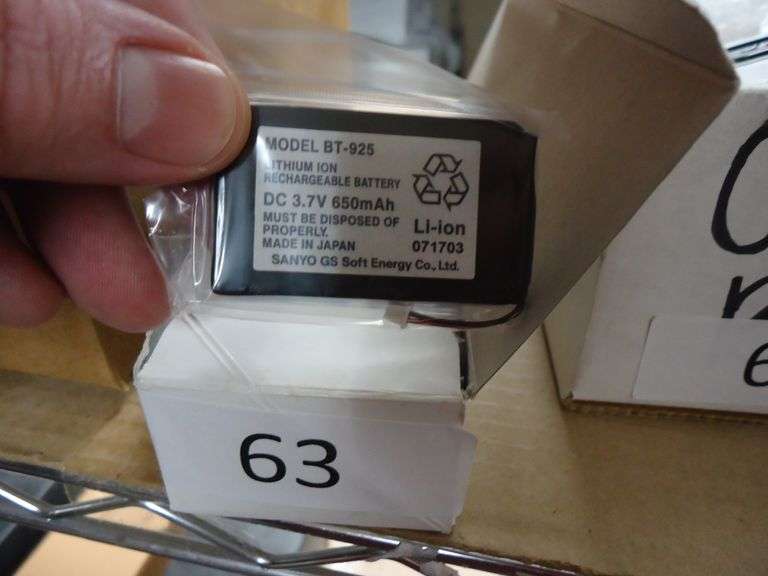 MODEL BT-925
LITHIUM ION
RECHARGEABLE BATTERY
DC 3.7V 650mAh
MUST BE DISPOSED OF
PROPERLY.
MADE IN JAPAN
Li-ion
071703
SANYO GS Soft Energy Co., Ltd.
63
6